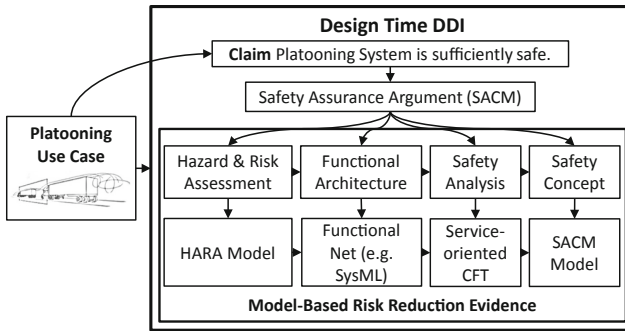 Design Time DDI
Claim Platooning System is sufficiently safe.
Safety Assurance Argument (SACM)
Platooning
Use Case
Hazard & Risk
Assessment
Functional
Architecture
Safety
Analysis
Safety
Concept
HARA Model
Functional
Net (e.g.
SysML)
Service-
oriented
CFT
SACM
Model
Model-Based Risk Reduction Evidence